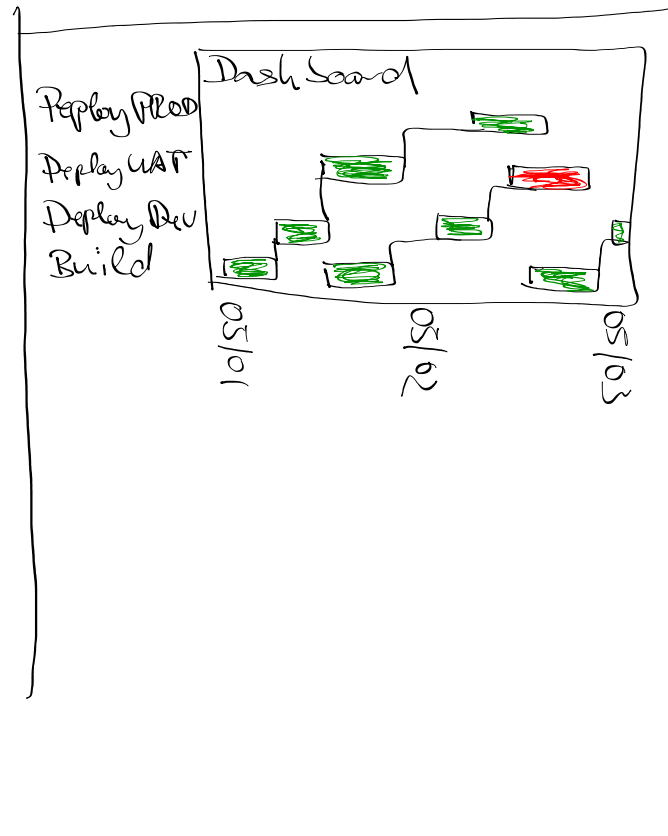 Dashboard
Deploy PROD
Deploy UAT
Deploy Dev
Build
05/01
05/02
05/03